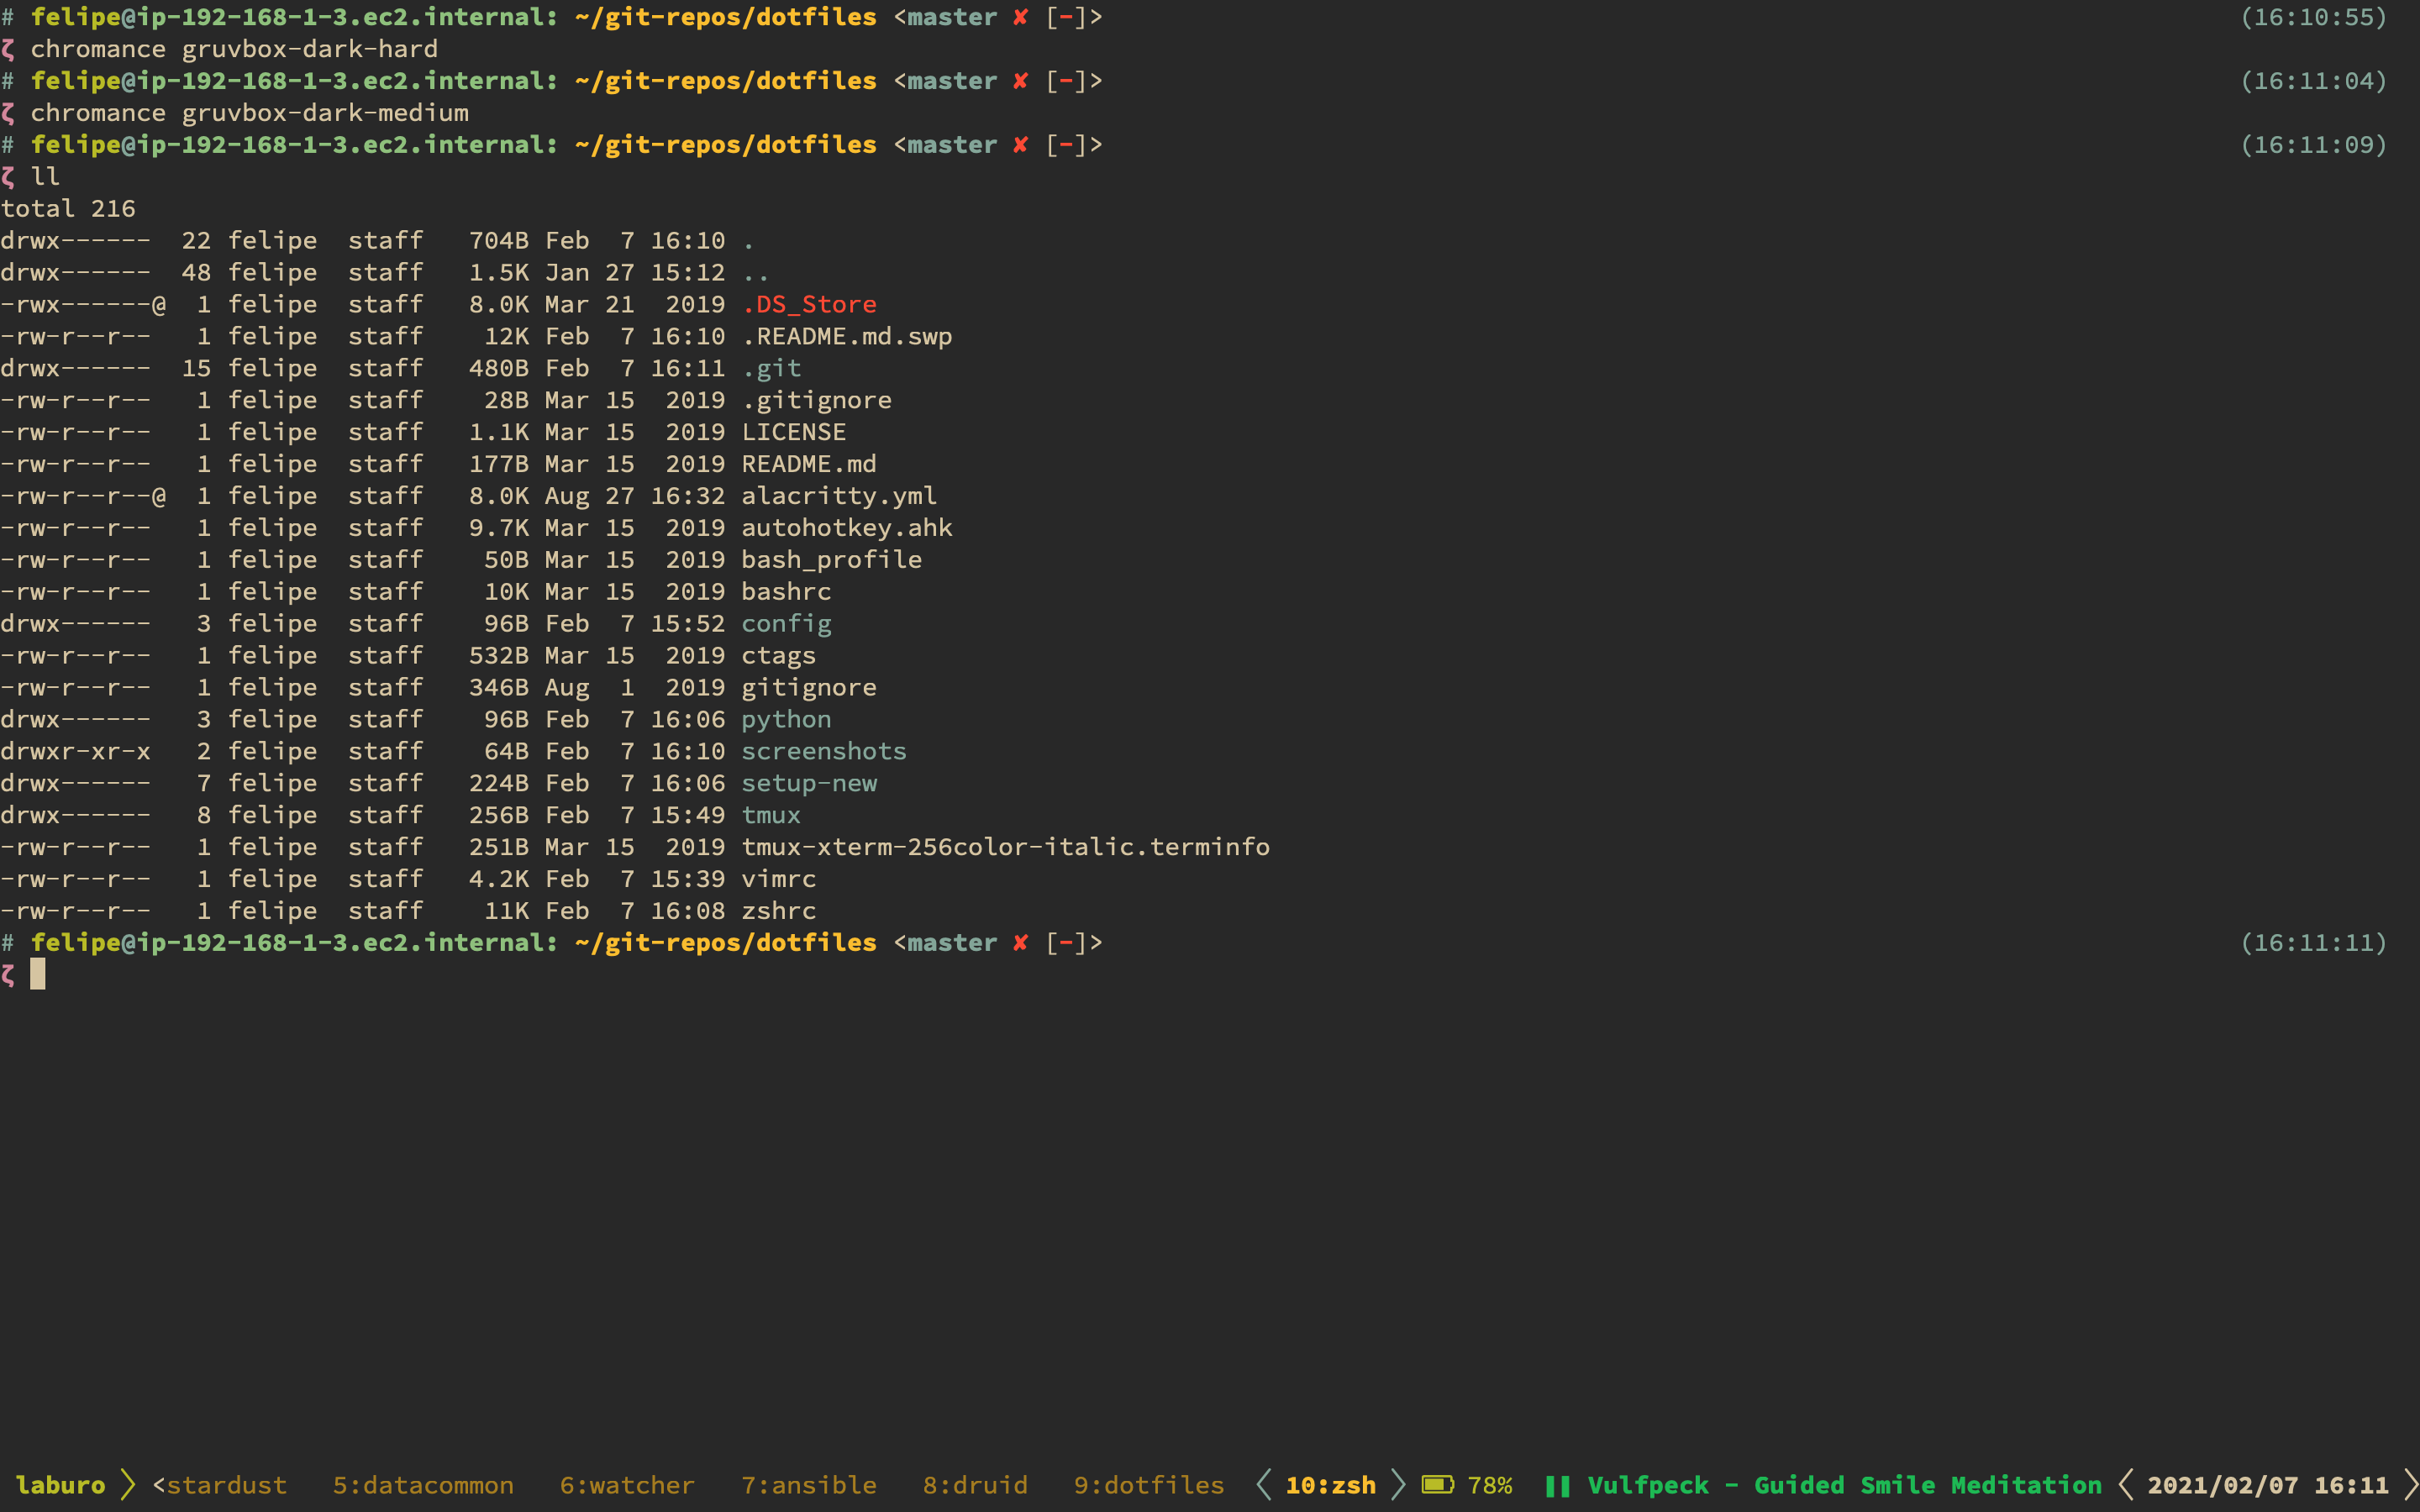 # felipe@ip-192-168-1-3.ec2.internal: ~/git-repos/dotfiles <master ✘ [-]> (16:10:55)
ζ chromance gruvbox-dark-hard
# felipe@ip-192-168-1-3.ec2.internal: ~/git-repos/dotfiles <master ✘ [-]> (16:11:04)
ζ chromance gruvbox-dark-medium
# felipe@ip-192-168-1-3.ec2.internal: ~/git-repos/dotfiles <master ✘ [-]> (16:11:09)
ζ ll
total 216
drwx------  22 felipe  staff   704B Feb  7 16:10 .
drwx------  48 felipe  staff   1.5K Jan 27 15:12 ..
-rwx------@  1 felipe  staff   8.0K Mar 21  2019 .DS_Store
-rw-r--r--   1 felipe  staff    12K Feb  7 16:10 .README.md.swp
drwx------  15 felipe  staff   480B Feb  7 16:11 .git
-rw-r--r--   1 felipe  staff    28B Mar 15  2019 .gitignore
-rw-r--r--   1 felipe  staff   1.1K Mar 15  2019 LICENSE
-rw-r--r--   1 felipe  staff   177B Mar 15  2019 README.md
-rw-r--r--@  1 felipe  staff   8.0K Aug 27 16:32 alacritty.yml
-rw-r--r--   1 felipe  staff   9.7K Mar 15  2019 autohotkey.ahk
-rw-r--r--   1 felipe  staff    50B Mar 15  2019 bash_profile
-rw-r--r--   1 felipe  staff    10K Mar 15  2019 bashrc
drwx------   3 felipe  staff    96B Feb  7 15:52 config
-rw-r--r--   1 felipe  staff   532B Mar 15  2019 ctags
-rw-r--r--   1 felipe  staff   346B Aug  1  2019 gitignore
drwx------   3 felipe  staff    96B Feb  7 16:06 python
drwxr-xr-x   2 felipe  staff    64B Feb  7 16:10 screenshots
drwx------   7 felipe  staff   224B Feb  7 16:06 setup-new
drwx------   8 felipe  staff   256B Feb  7 15:49 tmux
-rw-r--r--   1 felipe  staff   251B Mar 15  2019 tmux-xterm-256color-italic.terminfo
-rw-r--r--   1 felipe  staff   4.2K Feb  7 15:39 vimrc
-rw-r--r--   1 felipe  staff    11K Feb  7 16:08 zshrc
# felipe@ip-192-168-1-3.ec2.internal: ~/git-repos/dotfiles <master ✘ [-]> (16:11:11)
ζ
laburo <stardust 5:datacommon 6:watcher 7:ansible 8:druid 9:dotfiles 10:zsh 78% Vulfpeck - Guided Smile Meditation 2021/02/07 16:11